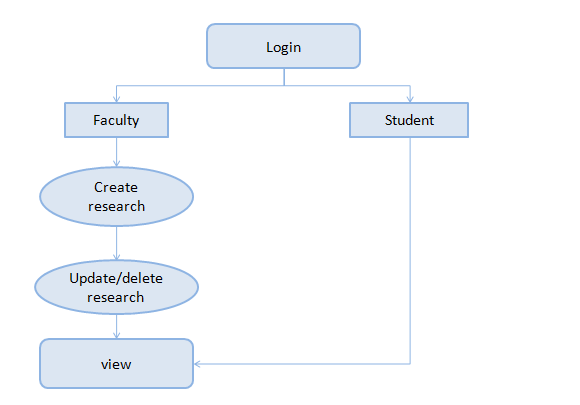 Login
Faculty
Student
Create
research
Update/delete
research
view